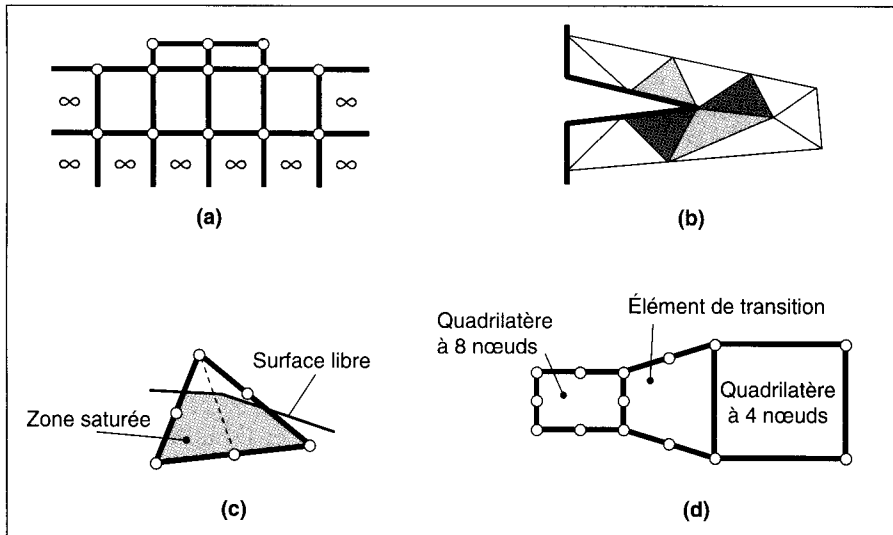 ∞ ∞
∞ ∞ ∞ ∞ ∞ ∞
(a)
(b)
Surface libre
Zone saturée
(c)
Élément de transition
Quadrilatère
à 8 nœuds
Quadrilatère
à 4 nœuds
(d)